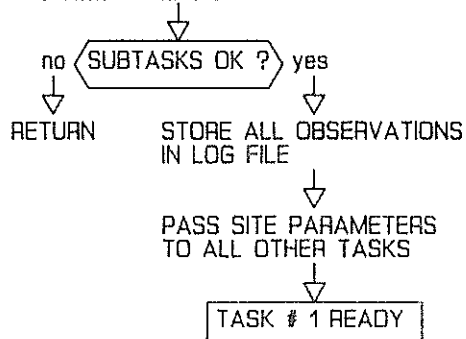 no SUBTASKS OK ? yes
RETURN STORE ALL OBSERVATIONS
IN LOG FILE
PASS SITE PARAMETERS
TO ALL OTHER TASKS
TASK # 1 READY